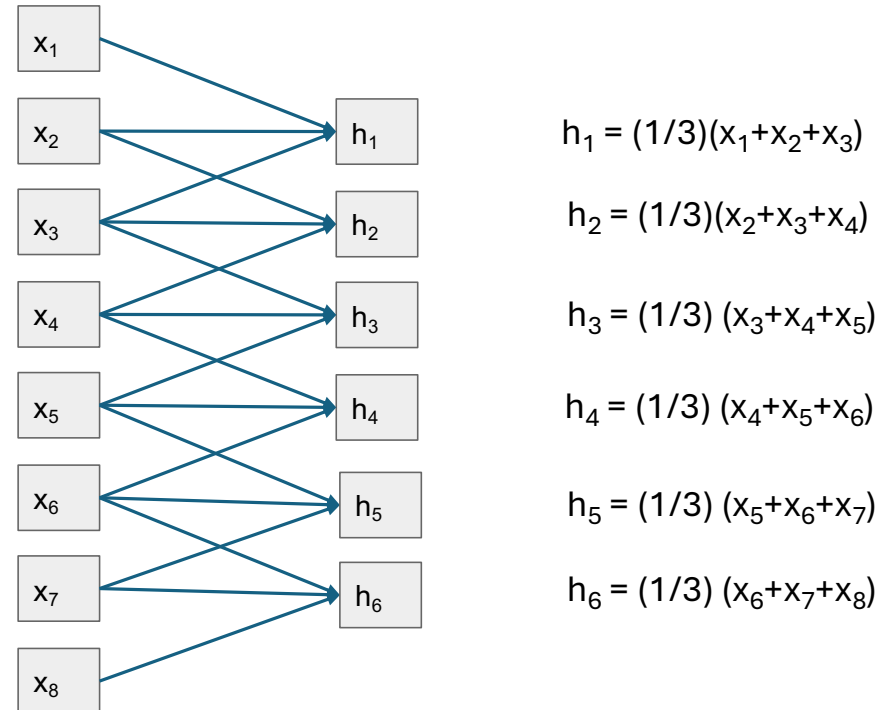 x₁
x₂
h₁
h₁ = (1/3)(x₁+x₂+x₃)
x₃
h₂
h₂ = (1/3)(x₂+x₃+x₄)
x₄
h₃
h₃ = (1/3) (x₃+x₄+x₅)
x₅
h₄
h₄ = (1/3) (x₄+x₅+x₆)
x₆
h₅
h₅ = (1/3) (x₅+x₆+x₇)
x₇
h₆
h₆ = (1/3) (x₆+x₇+x₈)
x₈